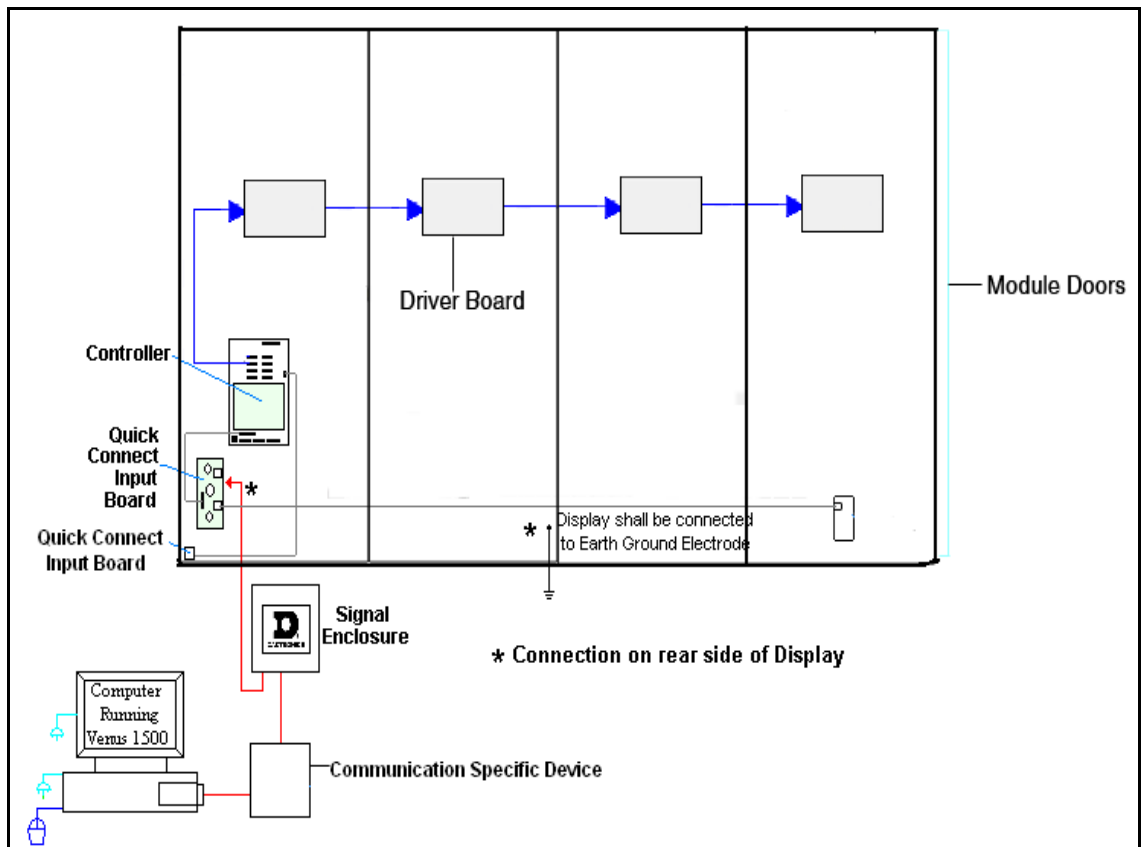 Driver Board
Module Doors
Controller
Quick
Connect
Input
Board
*
Quick Connect
Input Board
* Display shall be connected
to Earth Ground Electrode
D
DAKTRONICS
Signal
Enclosure
* Connection on rear side of Display
Computer
Running
Venus 1500
Communication Specific Device